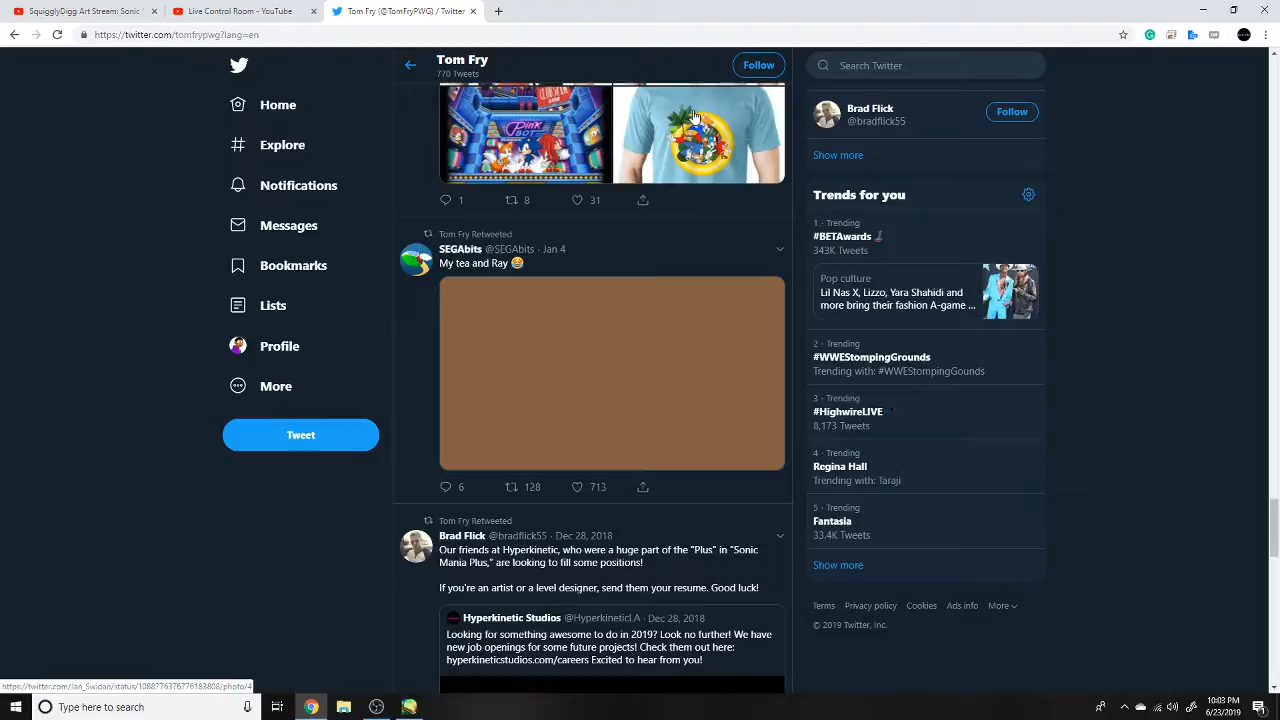 SquigglyDigg Art Stream: Sonic
Live Control Room - YouTube
Tom Fry (@TomFryPWG) / Twitter
https://twitter.com/tomfrypwg?lang=en
Home
Explore
Notifications
Messages
Bookmarks
Lists
Profile
More
Tweet
Tom Fry
770 Tweets
Follow
PINK
BOT
1
8
31
Tom Fry Retweeted
SEGAbits @SEGAbits · Jan 4
My tea and Ray 😂
6
128
713
Tom Fry Retweeted
Brad Flick @bradflick55 · Dec 28, 2018
Our friends at Hyperkinetic, who were a huge part of the "Plus" in "Sonic
Mania Plus," are looking to fill some positions!
If you're an artist or a level designer, send them your resume. Good luck!
Hyperkinetic Studios @HyperkineticLA · Dec 28, 2018
Looking for something awesome to do in 2019? Look no further! We have
new job openings for some future projects! Check them out here:
hyperkineticstudios.com/careers Excited to hear from you!
Search Twitter
Brad Flick
@bradflick55
Follow
Show more
Trends for you
1 · Trending
#BETAwards
343K Tweets
Pop culture
Lil Nas X, Lizzo, Yara Shahidi and
more bring their fashion A-game ...
2 · Trending
#WWEStompingGrounds
Trending with: #WWEStompingGounds
3 · Trending
#HighwireLIVE
8,173 Tweets
4 · Trending
Regina Hall
Trending with: Taraji
5 · Trending
Fantasia
33.4K Tweets
Show more
Terms Privacy policy Cookies Ads info More
© 2019 Twitter, Inc.
https://twitter.com/Jan_Swidan/status/1088776376776183808/photo/4
Type here to search
10:03 PM
6/23/2019